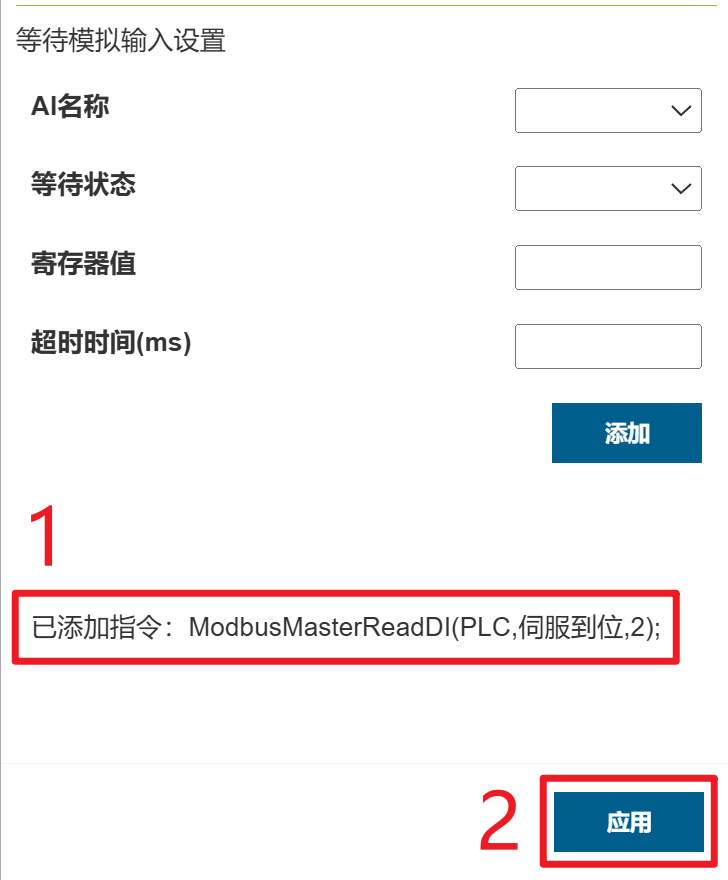 等待模拟输入设置
AI名称
等待状态
寄存器值
超时时间(ms)
添加
1
已添加指令：ModbusMasterReadDI(PLC,伺服到位,2);
2
应用